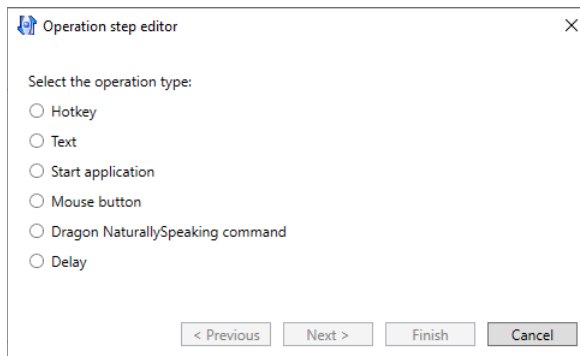 Operation step editor
Select the operation type:
Hotkey
Text
Start application
Mouse button
Dragon NaturallySpeaking command
Delay
< Previous Next > Finish Cancel